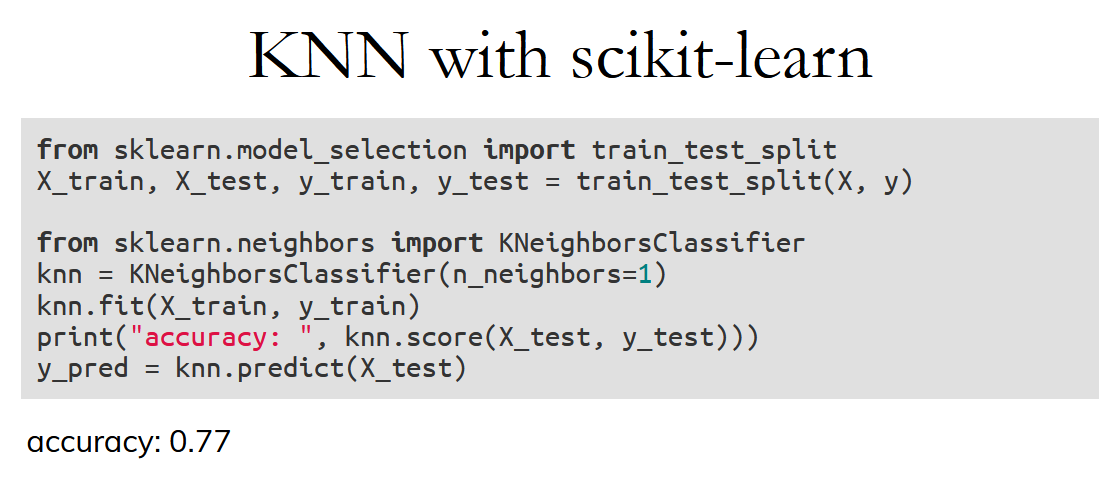 KNN with scikit-learn
from sklearn.model_selection import train_test_split
X_train, X_test, y_train, y_test = train_test_split(X, y)
from sklearn.neighbors import KNeighborsClassifier
knn = KNeighborsClassifier(n_neighbors=1)
knn.fit(X_train, y_train)
print("accuracy: ", knn.score(X_test, y_test)))
y_pred = knn.predict(X_test)
accuracy: 0.77